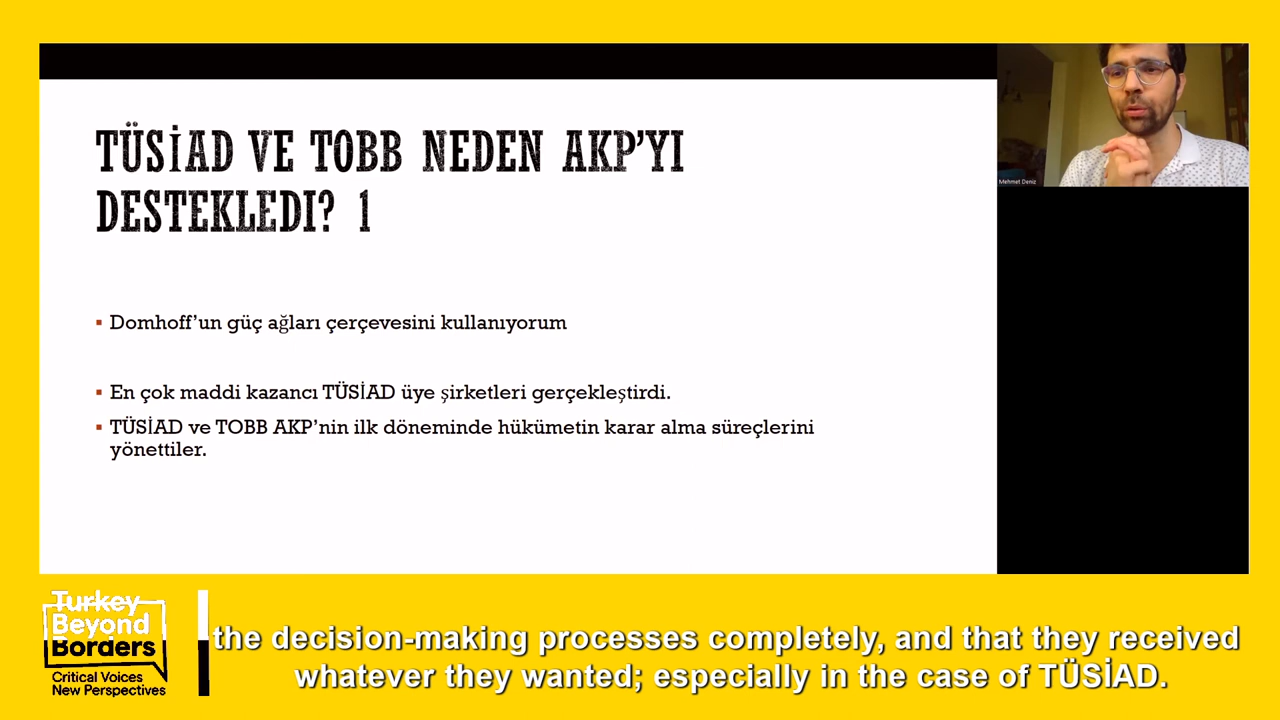 TÜSİAD VE TOBB NEDEN AKP'YI
DESTEKLEDI? 1
▪ Domhoff'un güç ağları çerçevesini kullanıyorum
▪ En çok maddi kazancı TÜSİAD üye şirketleri gerçekleştirdi.
▪ TÜSİAD ve TOBB AKP'nin ilk döneminde hükümetin karar alma süreçlerini
yönettiler.
Mehmet Deniz
Turkey
Beyond
Borders
Critical Voices
New Perspectives
the decision-making processes completely, and that they received
whatever they wanted; especially in the case of TÜSİAD.